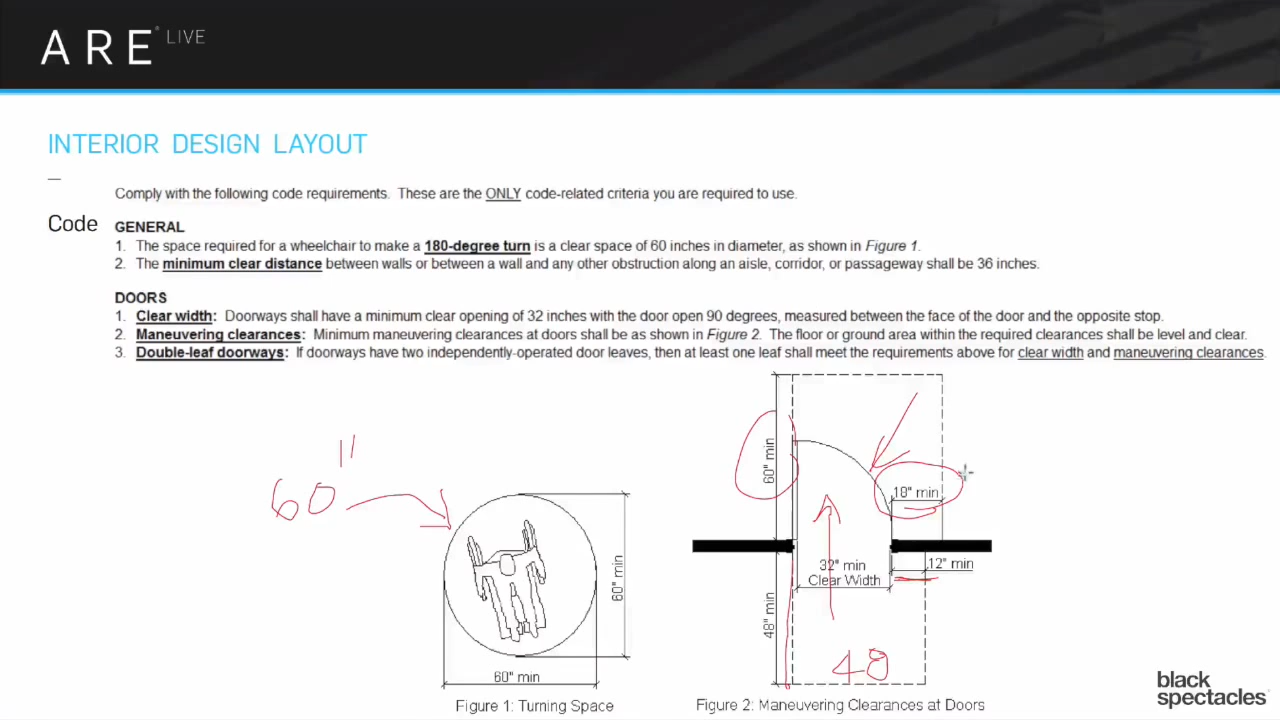 ARE LIVE
INTERIOR DESIGN LAYOUT
Comply with the following code requirements. These are the ONLY code-related criteria you are required to use.
Code
GENERAL
1. The space required for a wheelchair to make a 180-degree turn is a clear space of 60 inches in diameter, as shown in Figure 1.
2. The minimum clear distance between walls or between a wall and any other obstruction along an aisle, corridor, or passageway shall be 36 inches.
DOORS
1. Clear width: Doorways shall have a minimum clear opening of 32 inches with the door open 90 degrees, measured between the face of the door and the opposite stop.
2. Maneuvering clearances: Minimum maneuvering clearances at doors shall be as shown in Figure 2. The floor or ground area within the required clearances shall be level and clear.
3. Double-leaf doorways: If doorways have two independently-operated door leaves, then at least one leaf shall meet the requirements above for clear width and maneuvering clearances.
60"
60" min
60" min
Figure 1: Turning Space
60" min
18" min
32" min
Clear Width
12" min
48" min
48
Figure 2: Maneuvering Clearances at Doors
black
spectacles